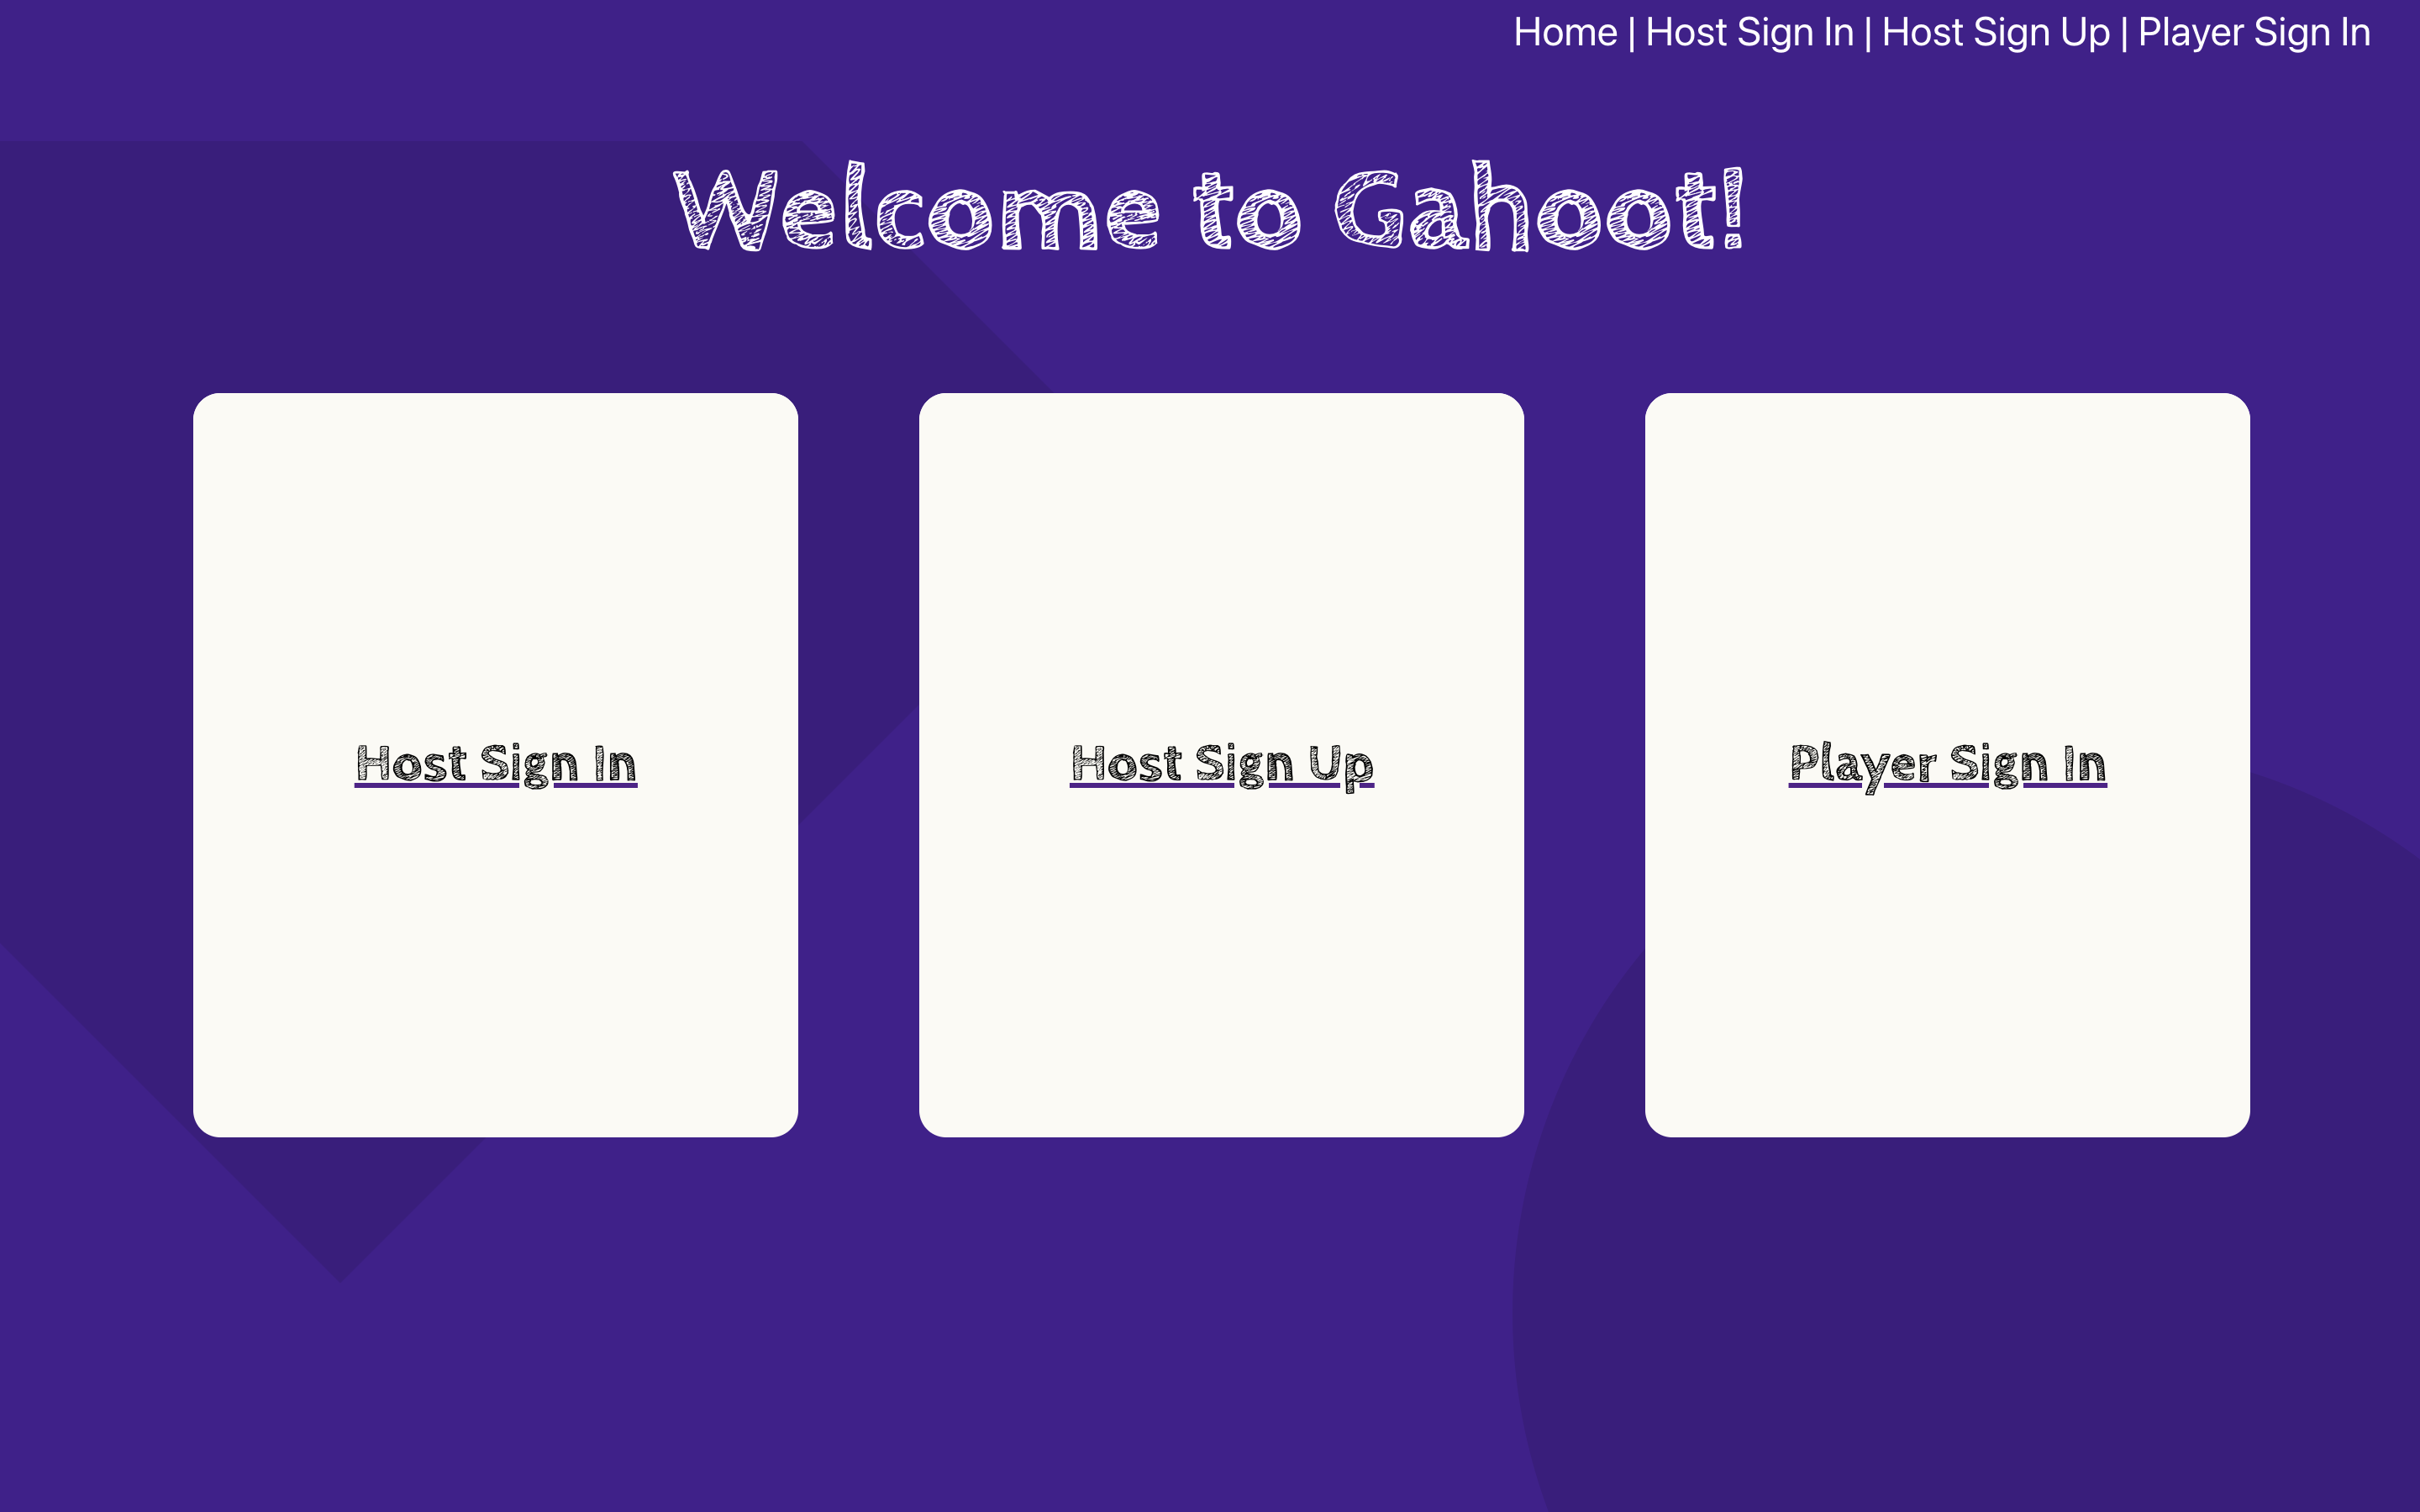 Home | Host Sign In | Host Sign Up | Player Sign In
Welcome to Gahoot!
Host Sign In
Host Sign Up
Player Sign In